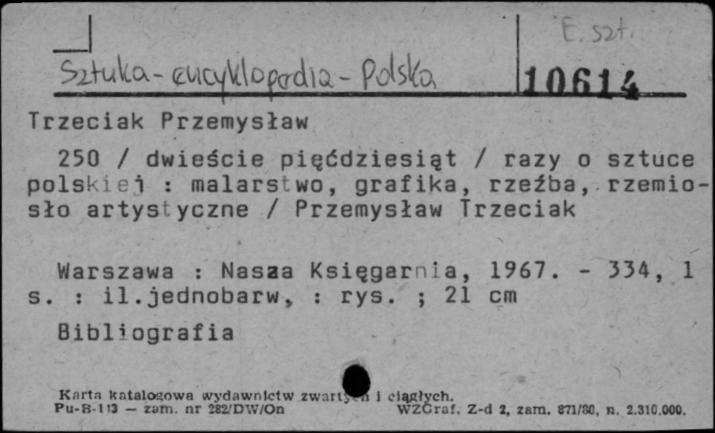 E. szt.
Sztuka - encyklopedia - Polska
10614
Trzeciak Przemysław
250 / dwieście pięćdziesiąt / razy o sztuce
polskiej : malarstwo, grafika, rzeźba, rzemio-
sło artystyczne / Przemysław Trzeciak
Warszawa : Nasza Księgarnia, 1967. - 334, 1
s. : il.jednobarw, : rys. ; 21 cm
Bibliografia
Karta katalogowa wydawnictw zwartych i ciągłych.
Pu-B-113 — zam. nr 282/DW/On WZGraf. Z-d 2, zam. 871/80, n. 2.310.000.